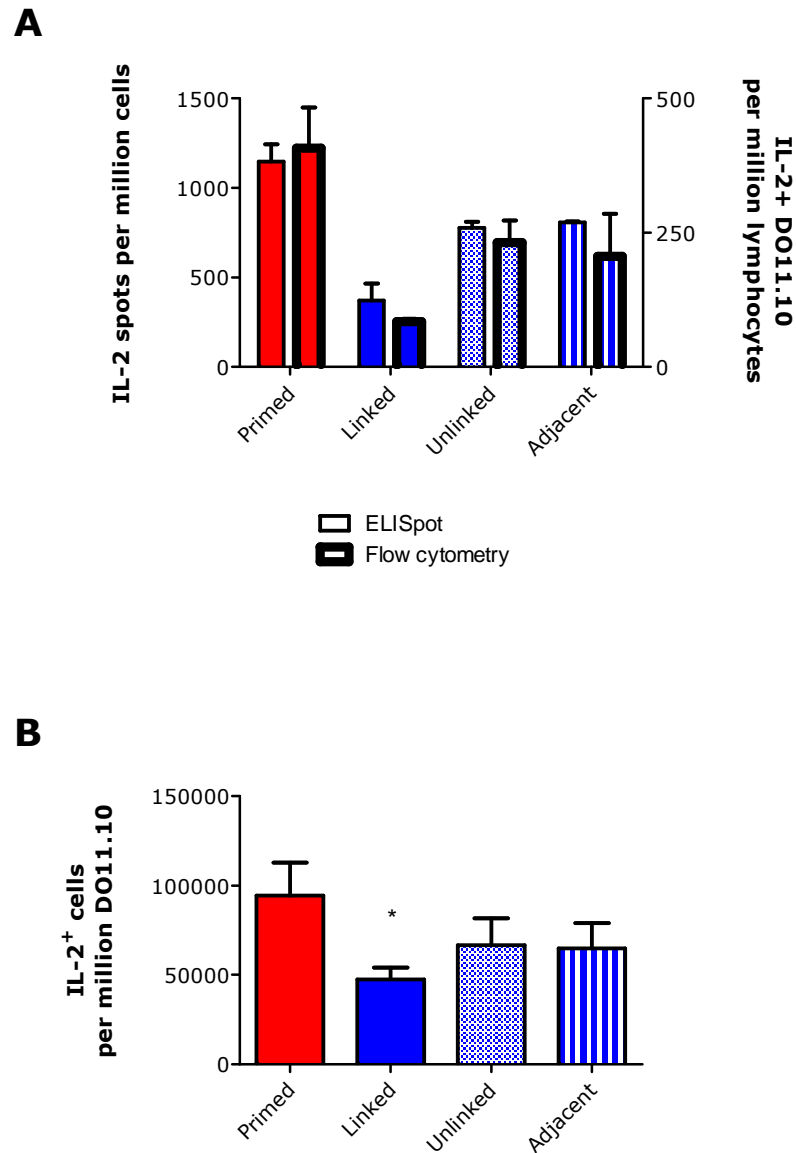 A
IL-2 spots per million cells
1500
1000
500
0
500
250
0
IL-2+ DO11.10
per million lymphocytes
Primed
Linked
Unlinked
Adjacent
ELISpot
Flow cytometry
B
IL-2+ cells
per million DO11.10
150000
100000
50000
0
*
Primed
Linked
Unlinked
Adjacent